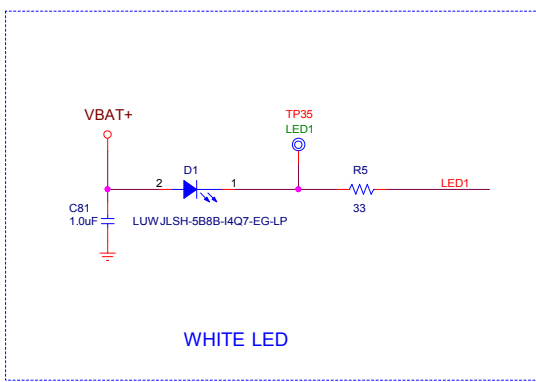 VBAT+
TP35
LED1
D1
R5
2
1
LED1
C81
1.0uF
33
LUWJLSH-5B8B-I4Q7-EG-LP
WHITE LED